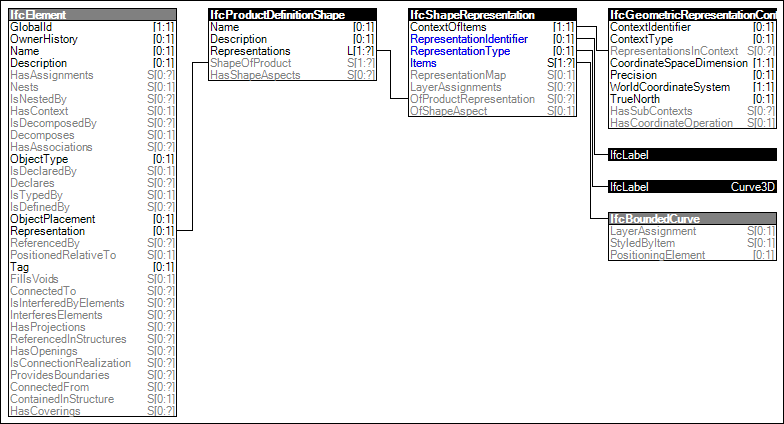 IfcElement
GlobalId [1:1]
OwnerHistory [0:1]
Name [0:1]
Description [0:1]
HasAssignments S[0:?]
Nests S[0:1]
IsNestedBy S[0:?]
HasContext S[0:1]
IsDecomposedBy S[0:?]
Decomposes S[0:1]
HasAssociations S[0:?]
ObjectType [0:1]
IsDeclaredBy S[0:1]
Declares S[0:?]
IsTypedBy S[0:1]
IsDefinedBy S[0:?]
ObjectPlacement [0:1]
Representation [0:1]
ReferencedBy S[0:?]
PositionedRelativeTo S[0:1]
Tag [0:1]
FillsVoids S[0:1]
ConnectedTo S[0:?]
IsInterferedByElements S[0:?]
InterferesElements S[0:?]
HasProjections S[0:?]
ReferencedInStructures S[0:?]
HasOpenings S[0:?]
IsConnectionRealization S[0:?]
ProvidesBoundaries S[0:?]
ConnectedFrom S[0:?]
ContainedInStructure S[0:1]
HasCoverings S[0:?]
IfcProductDefinitionShape
Name [0:1]
Description [0:1]
Representations L[1:?]
ShapeOfProduct S[1:?]
HasShapeAspects S[0:?]
IfcShapeRepresentation
ContextOfItems [1:1]
RepresentationIdentifier [0:1]
RepresentationType [0:1]
Items S[1:?]
RepresentationMap S[0:1]
LayerAssignments S[0:?]
OfProductRepresentation S[0:?]
OfShapeAspect S[0:1]
IfcGeometricRepresentationCon
ContextIdentifier [0:1]
ContextType [0:1]
RepresentationsInContext S[0:?]
CoordinateSpaceDimension [1:1]
Precision [0:1]
WorldCoordinateSystem [1:1]
TrueNorth [0:1]
HasSubContexts S[0:?]
HasCoordinateOperation S[0:1]
IfcLabel
IfcLabel Curve3D
IfcBoundedCurve
LayerAssignment S[0:?]
StyledByItem S[0:1]
PositioningElement [0:1]